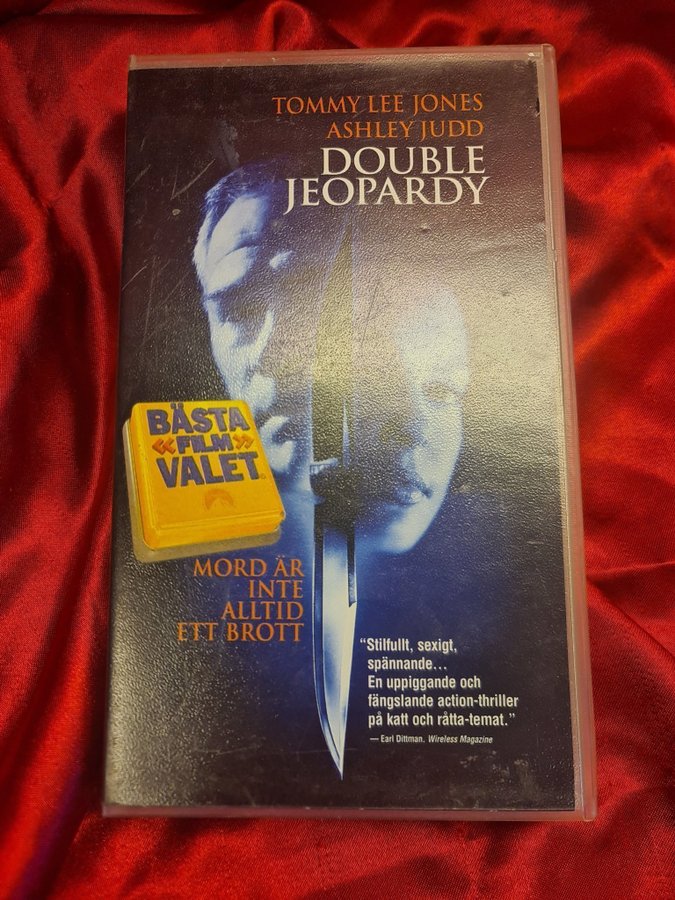 TOMMY LEE JONES
ASHLEY JUDD
DOUBLE
JEOPARDY
BÄSTA
«FILM»
VALET
MORD ÄR
INTE
ALLTID
ETT BROTT
“Stilfullt, sexigt,
spännande...
En uppiggande och
fängslande action-thriller
på katt och råtta-temat.”
— Earl Dittman, Wireless Magazine